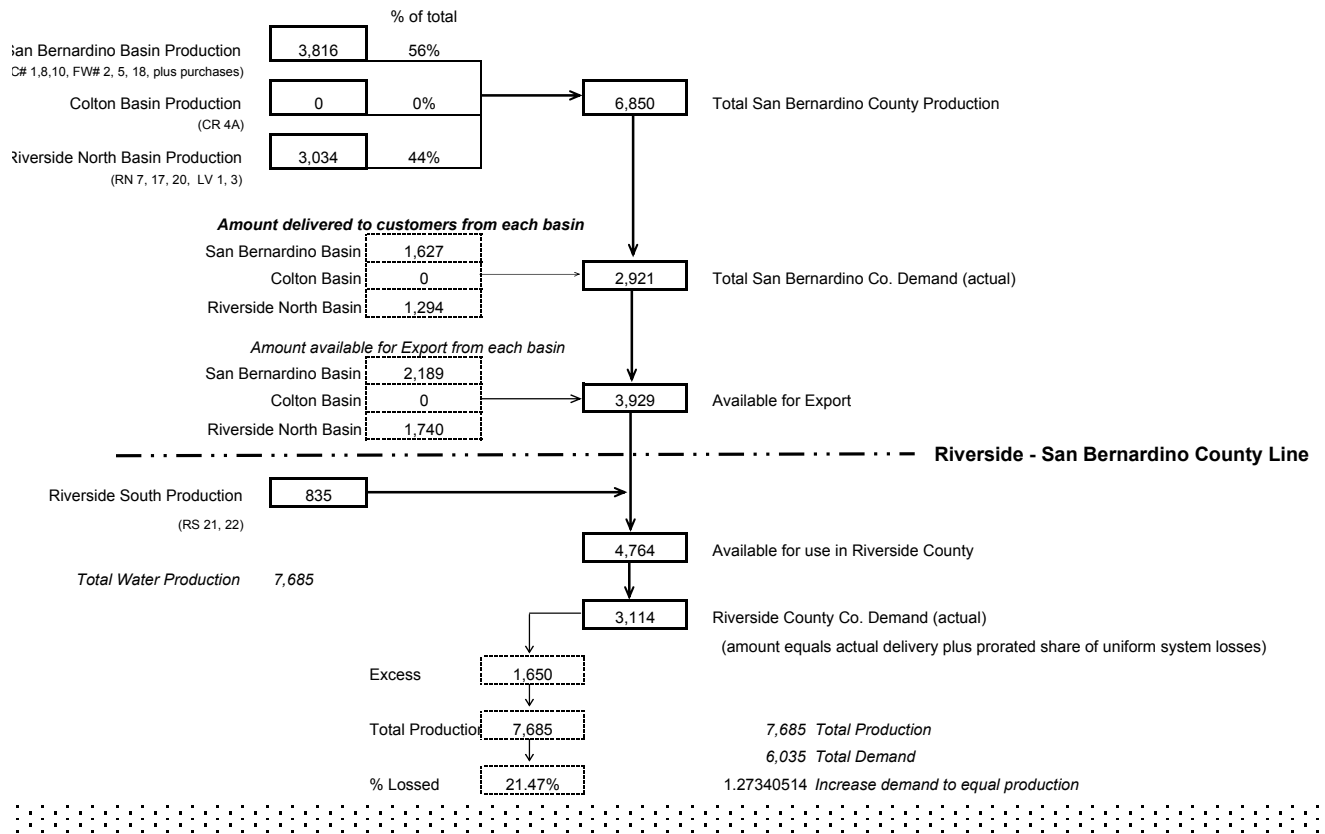 % of total
San Bernardino Basin Production 3,816 56%
C# 1,8,10, FW# 2, 5, 18, plus purchases)
Colton Basin Production 0 0% 6,850 Total San Bernardino County Production
(CR 4A)
Riverside North Basin Production 3,034 44%
(RN 7, 17, 20, LV 1, 3)
Amount delivered to customers from each basin
San Bernardino Basin 1,627
Colton Basin 0 2,921 Total San Bernardino Co. Demand (actual)
Riverside North Basin 1,294
Amount available for Export from each basin
San Bernardino Basin 2,189
Colton Basin 0 3,929 Available for Export
Riverside North Basin 1,740
Riverside - San Bernardino County Line
Riverside South Production 835
(RS 21, 22)
4,764 Available for use in Riverside County
Total Water Production 7,685
3,114 Riverside County Co. Demand (actual)
(amount equals actual delivery plus prorated share of uniform system losses)
Excess 1,650
Total Production 7,685 7,685 Total Production
6,035 Total Demand
% Lossed 21.47% 1.27340514 Increase demand to equal production